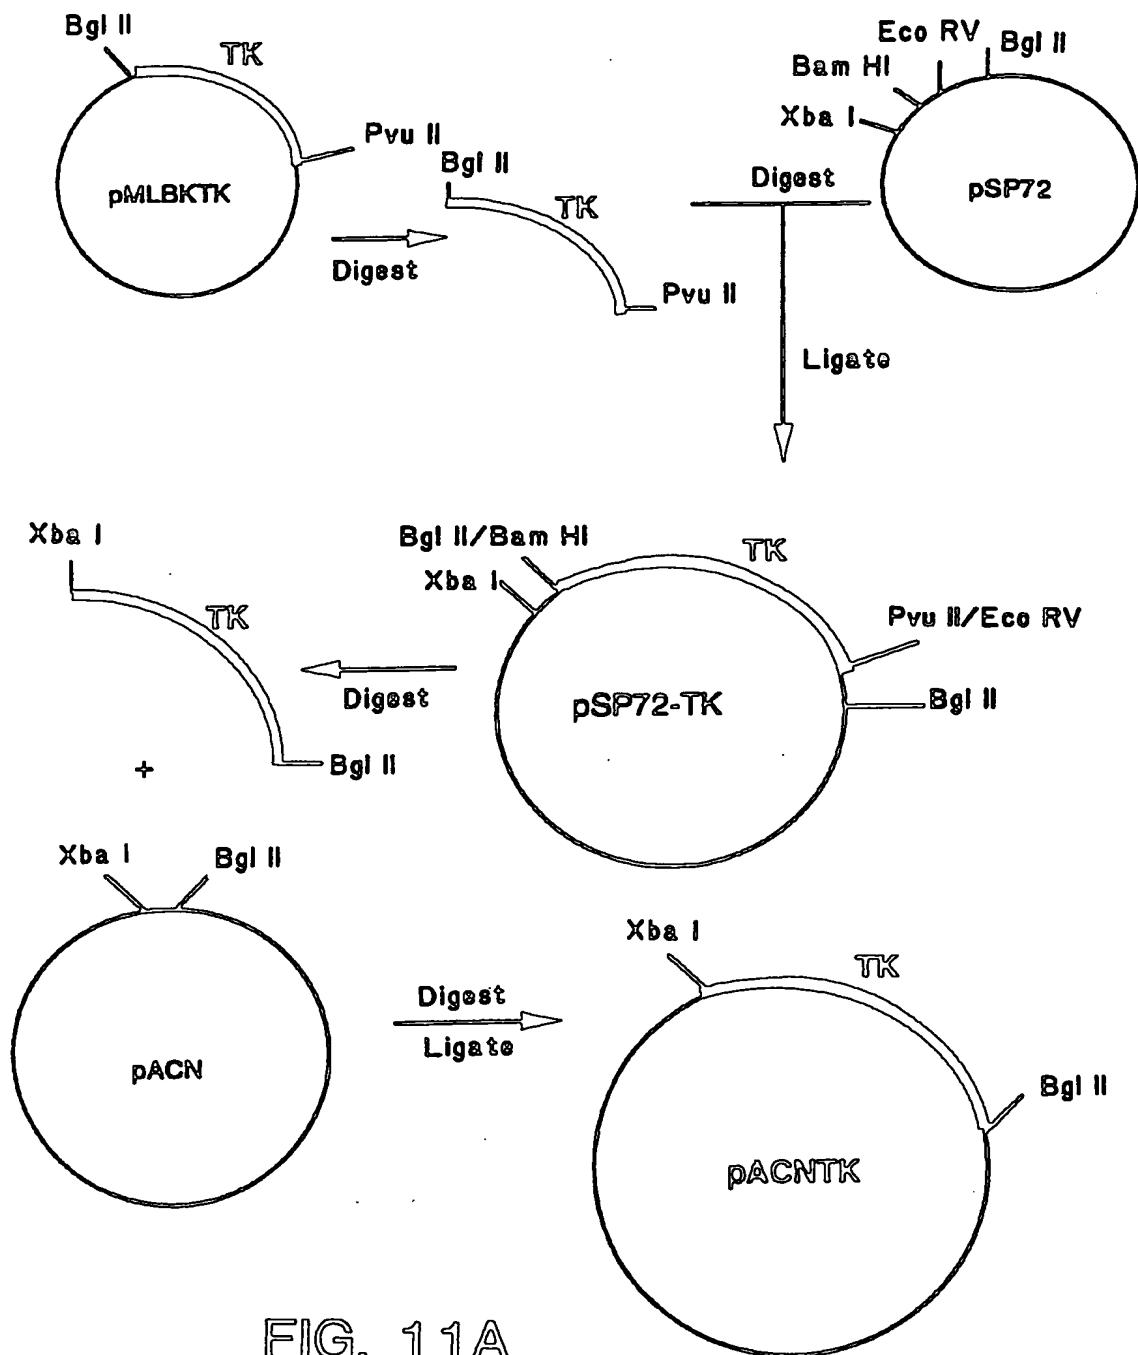 Bgl II
TK
Pvu II
pMLBKTK
Digest
Bgl II
TK
Pvu II
Eco RV
Bgl II
Bam HI
Xba I
pSP72
Digest
Ligate
Bgl II/Bam HI
Xba I
TK
Pvu II/Eco RV
Bgl II
pSP72-TK
Digest
Xba I
TK
Bgl II
+
Xba I
Bgl II
pACN
Digest
Ligate
Xba I
TK
Bgl II
pACNTK
FIG. 11A